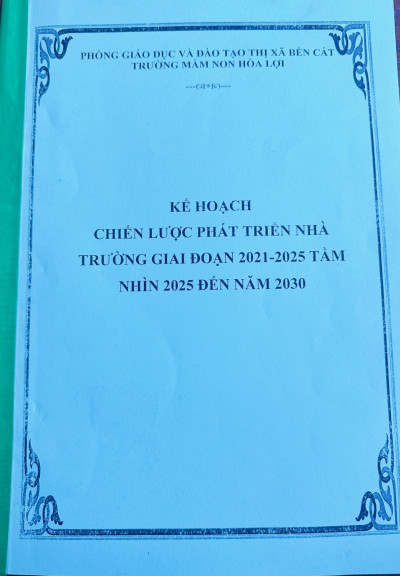 PHÒNG GIÁO DỤC VÀ ĐÀO TẠO THỊ XÃ BẾN CÁT
TRƯỜNG MẦM NON HÒA LỢI
KẾ HOẠCH
CHIẾN LƯỢC PHÁT TRIỂN NHÀ
TRƯỜNG GIAI ĐOẠN 2021-2025 TẦM
NHÌN 2025 ĐẾN NĂM 2030